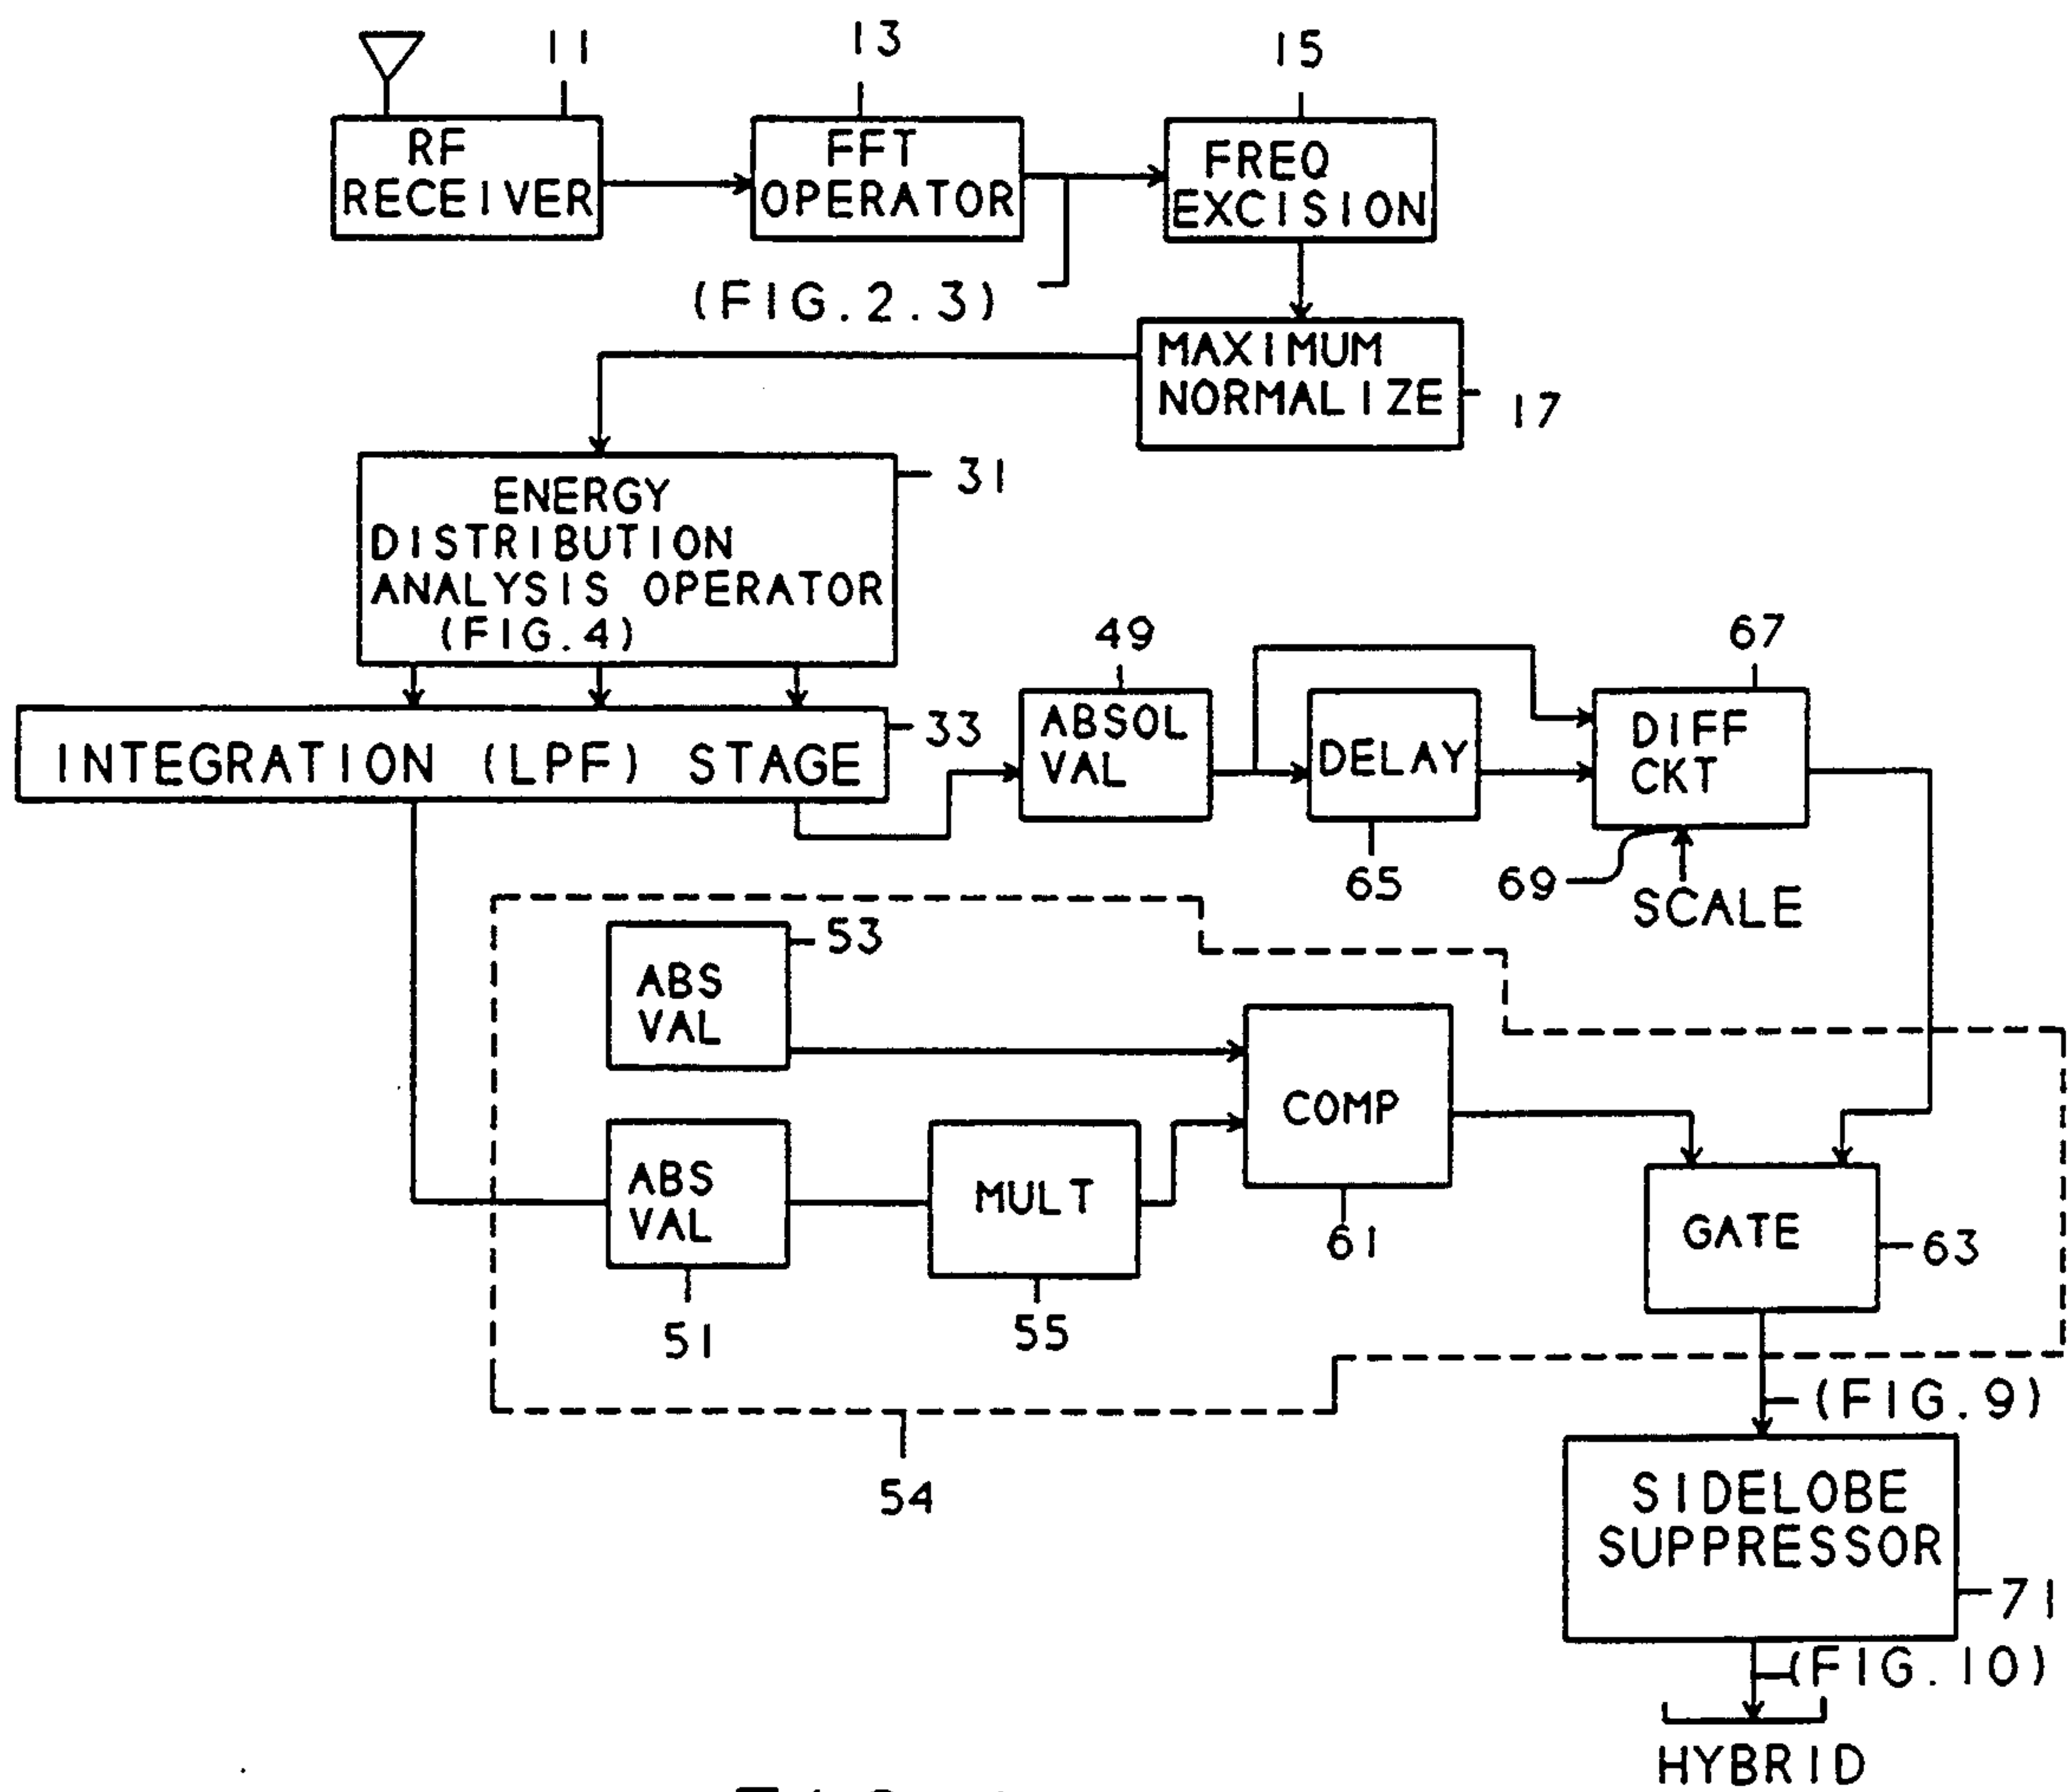 11
13
15
RF
RECEIVER
FFT
OPERATOR
FREQ
EXCISION
(FIG.2.3)
MAXIMUM
NORMALIZE
17
ENERGY
DISTRIBUTION
ANALYSIS OPERATOR
(FIG.4)
31
INTEGRATION (LPF) STAGE
33
49
ABSOL
VAL
DELAY
65
67
DIFF
CKT
69
SCALE
53
ABS
VAL
ABS
VAL
51
MULT
55
COMP
61
GATE
63
54
(FIG.9)
SIDELOBE
SUPPRESSOR
71
(FIG.10)
HYBRID